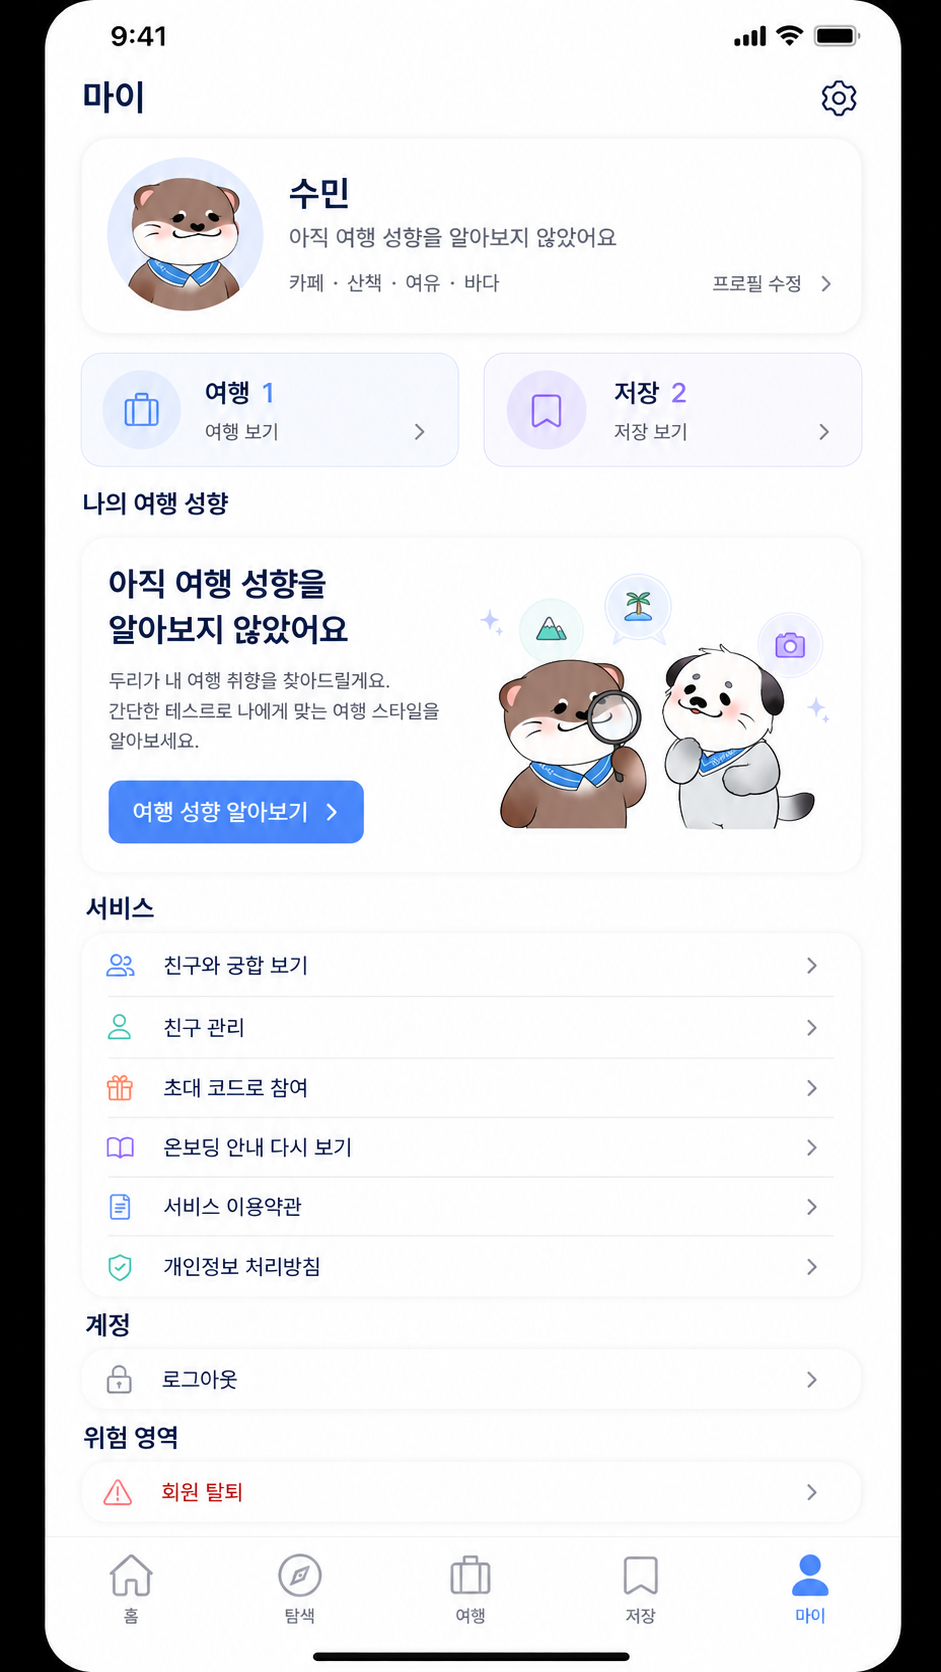 9:41
마이
수민
아직 여행 성향을 알아보지 않았어요
카페 · 산책 · 여유 · 바다
프로필 수정
여행 1
여행 보기
저장 2
저장 보기
나의 여행 성향
아직 여행 성향을
알아보지 않았어요
두리가 내 여행 취향을 찾아드릴게요.
간단한 테스르로 나에게 맞는 여행 스타일을
알아보세요.
여행 성향 알아보기
서비스
친구와 궁합 보기
친구 관리
초대 코드로 참여
온보딩 안내 다시 보기
서비스 이용약관
개인정보 처리방침
계정
로그아웃
위험 영역
회원 탈퇴
홈
탐색
여행
저장
마이